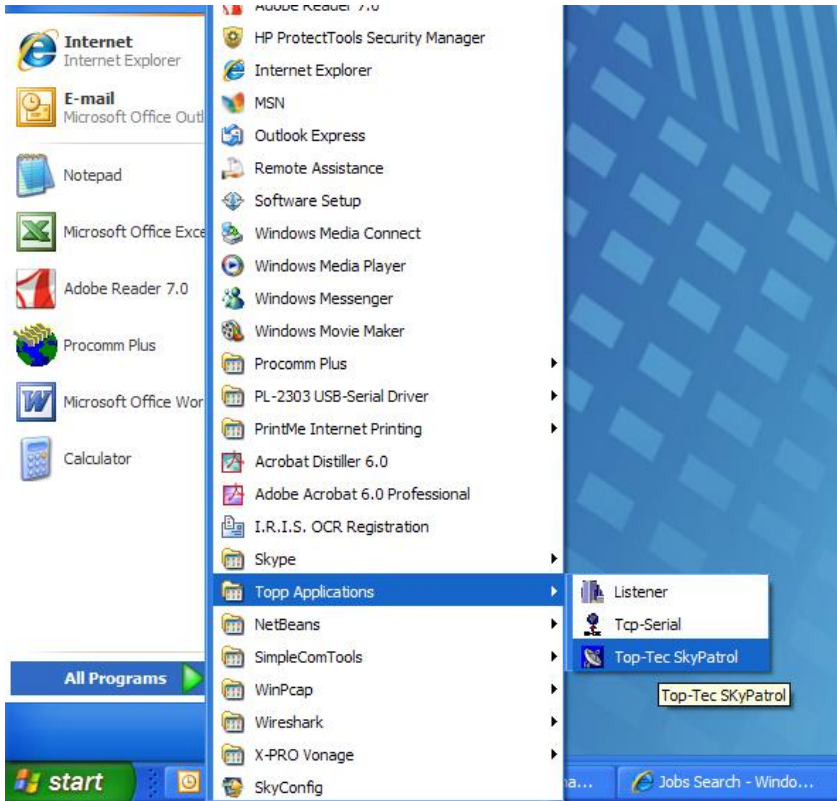 Internet
Internet Explorer
E-mail
Microsoft Office Outl
Notepad
Microsoft Office Exce
Adobe Reader 7.0
Procomm Plus
Microsoft Office Wor
Calculator
All Programs
Adobe Reader 7.0
HP ProtectTools Security Manager
Internet Explorer
MSN
Outlook Express
Remote Assistance
Software Setup
Windows Media Connect
Windows Media Player
Windows Messenger
Windows Movie Maker
Procomm Plus
PL-2303 USB-Serial Driver
PrintMe Internet Printing
Acrobat Distiller 6.0
Adobe Acrobat 6.0 Professional
I.R.I.S. OCR Registration
Skype
Topp Applications
NetBeans
SimpleComTools
WinPcap
Wireshark
X-PRO Vonage
SkyConfig
Listener
Tcp-Serial
Top-Tec SkyPatrol
Top-Tec SKyPatrol
start
a...
Jobs Search - Windo...